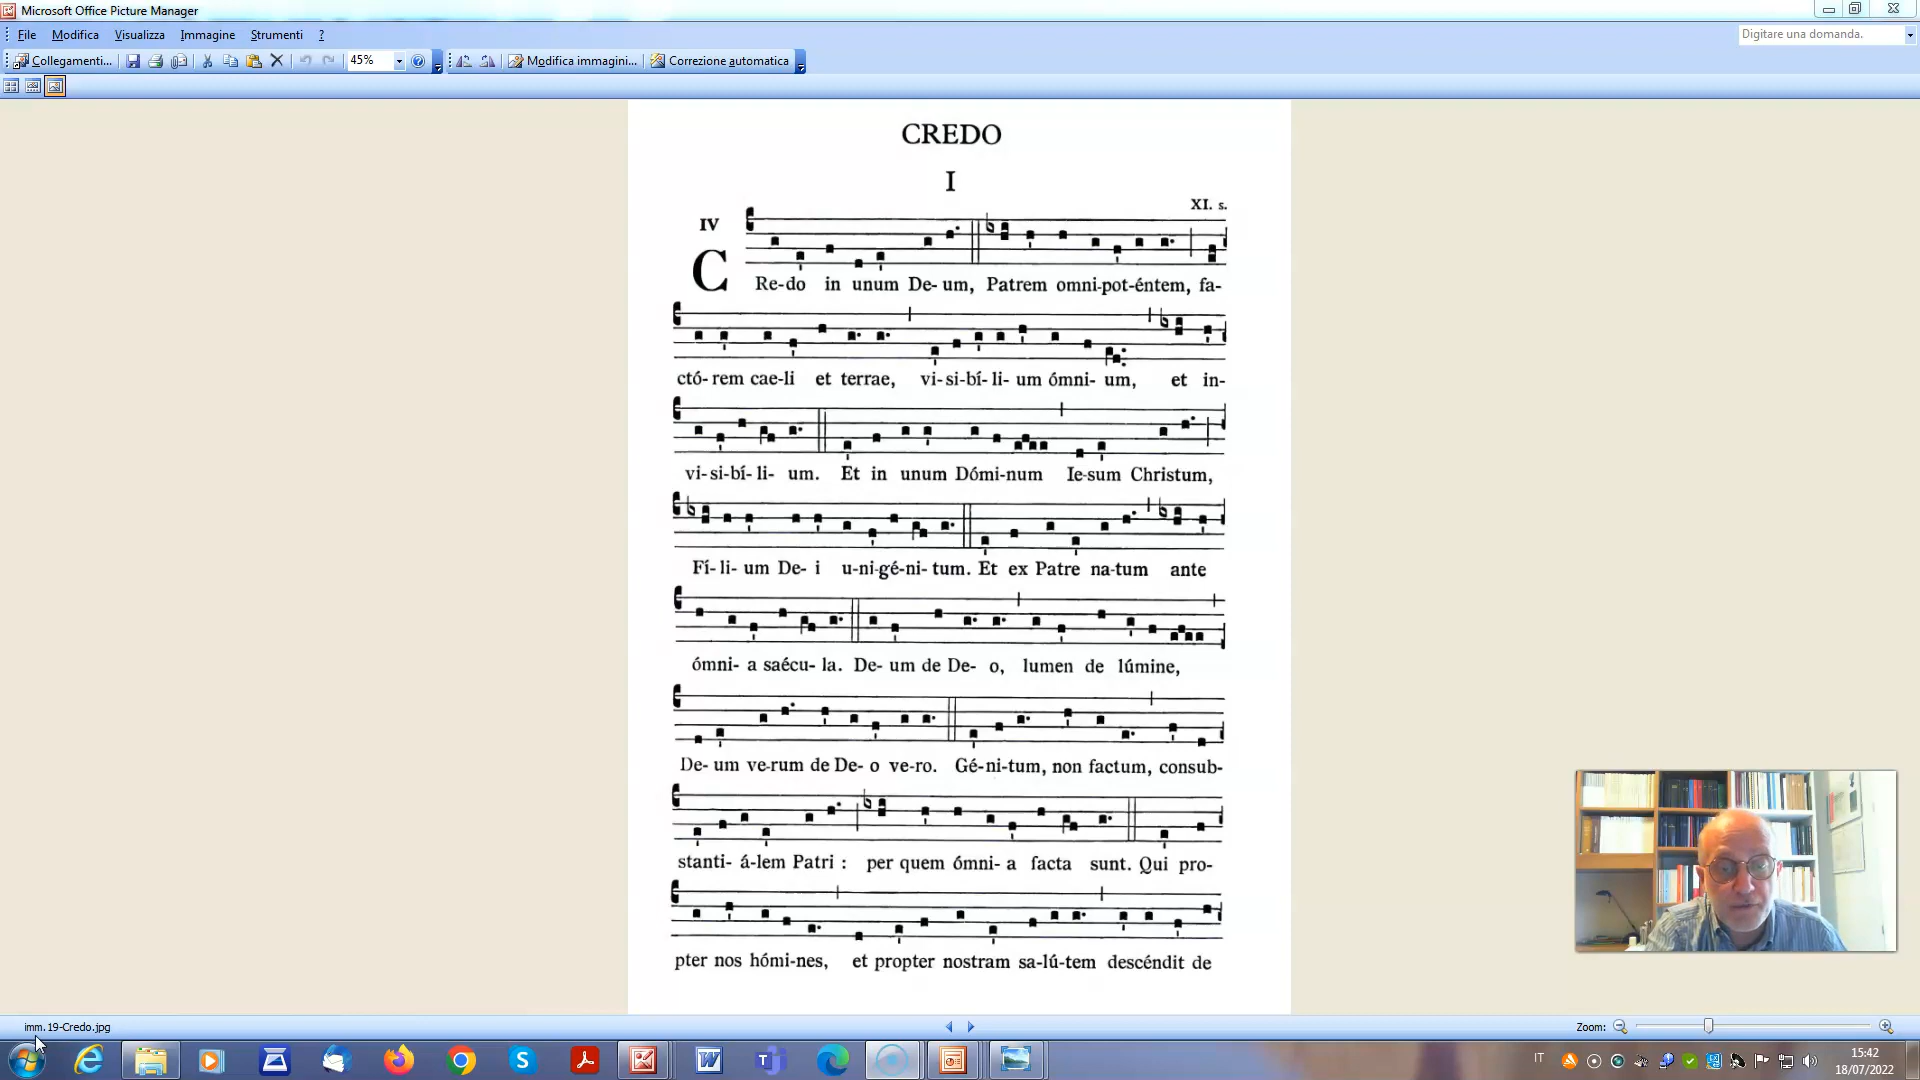 Microsoft Office Picture Manager
File Modifica Visualizza Immagine Strumenti ?
Digitare una domanda.
Collegamenti... 45% Modifica immagini... Correzione automatica
CREDO
I
XI. s.
IV
CRe-do in unum De- um, Patrem omni-pot-éntem, fa-
ctó- rem cae-li et terrae, vi- si-bí- li- um ómni- um, et in-
vi-si-bí- li- um. Et in unum Dómi-num Ie-sum Christum,
Fí- li- um De- i u-ni-gé-ni- tum. Et ex Patre na-tum ante
ómni- a saécu- la. De- um de De- o, lumen de lúmine,
De- um ve-rum de De- o ve-ro. Gé-ni-tum, non factum, consub-
stanti- á-lem Patri : per quem ómni- a facta sunt. Qui pro-
pter nos hómi-nes, et propter nostram sa-lú-tem descéndit de
imm.19-Credo.jpg
Zoom:
IT
15:42
18/07/2022